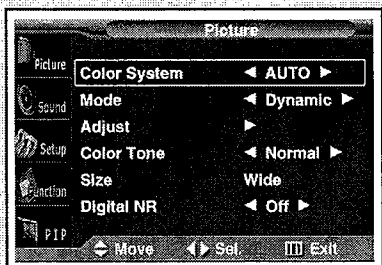 Picture
Picture
Color System ◄ AUTO ►
Sound
Mode ◄ Dynamic ►
Adjust ►
Setup
Color Tone ◄ Normal ►
Function
Size Wide
Digital NR ◄ Off ►
PIP
Move Sel. Exit